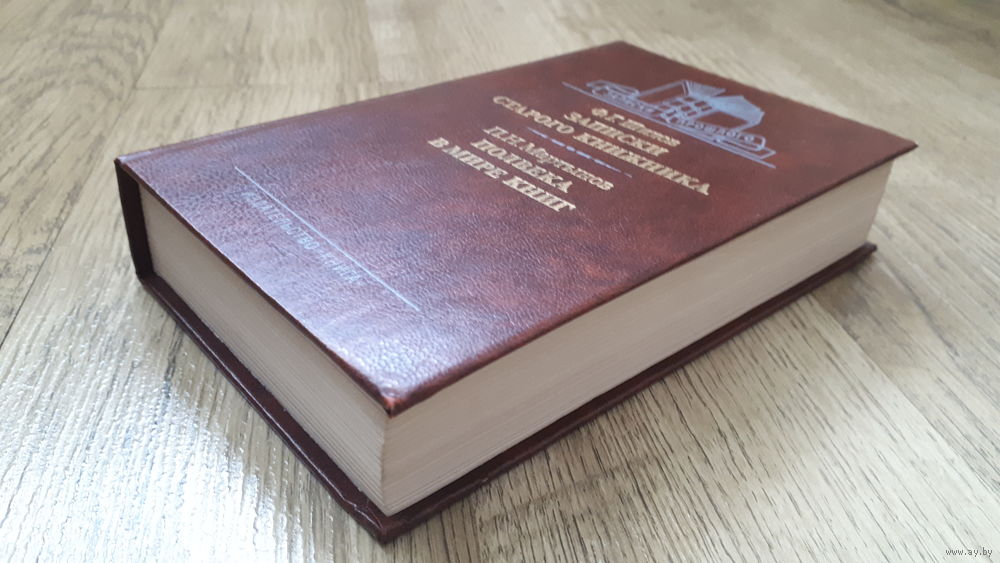 Ф.Г. Шилов
ЗАПИСКИ
СТАРОГО КНИЖНИКА
П.Н. Мартынов
ПОЛВЕКА
В МИРЕ КНИГ
ИЗДАТЕЛЬСТВО «КНИГА»
www.ay.by